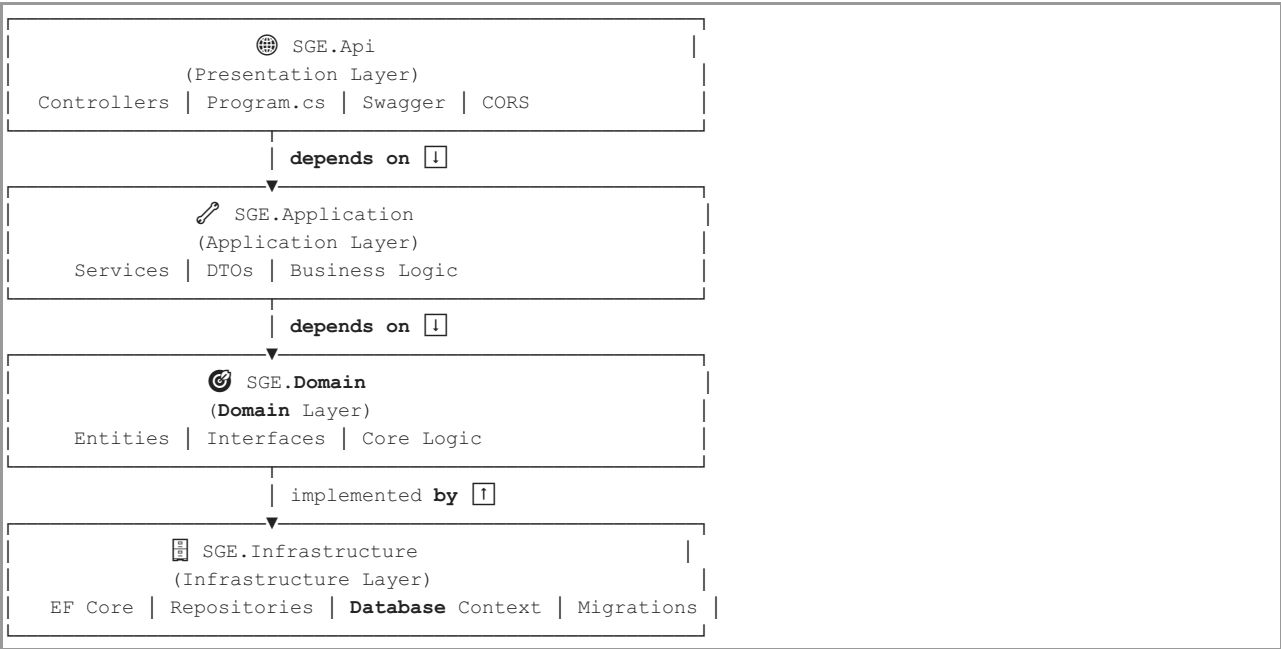 🌐 SGE.Api
(Presentation Layer)
Controllers │ Program.cs │ Swagger │ CORS
depends on ↓
🔧 SGE.Application
(Application Layer)
Services │ DTOs │ Business Logic
depends on ↓
🎯 SGE.Domain
(Domain Layer)
Entities │ Interfaces │ Core Logic
implemented by ↑
🗄 SGE.Infrastructure
(Infrastructure Layer)
EF Core │ Repositories │ Database Context │ Migrations